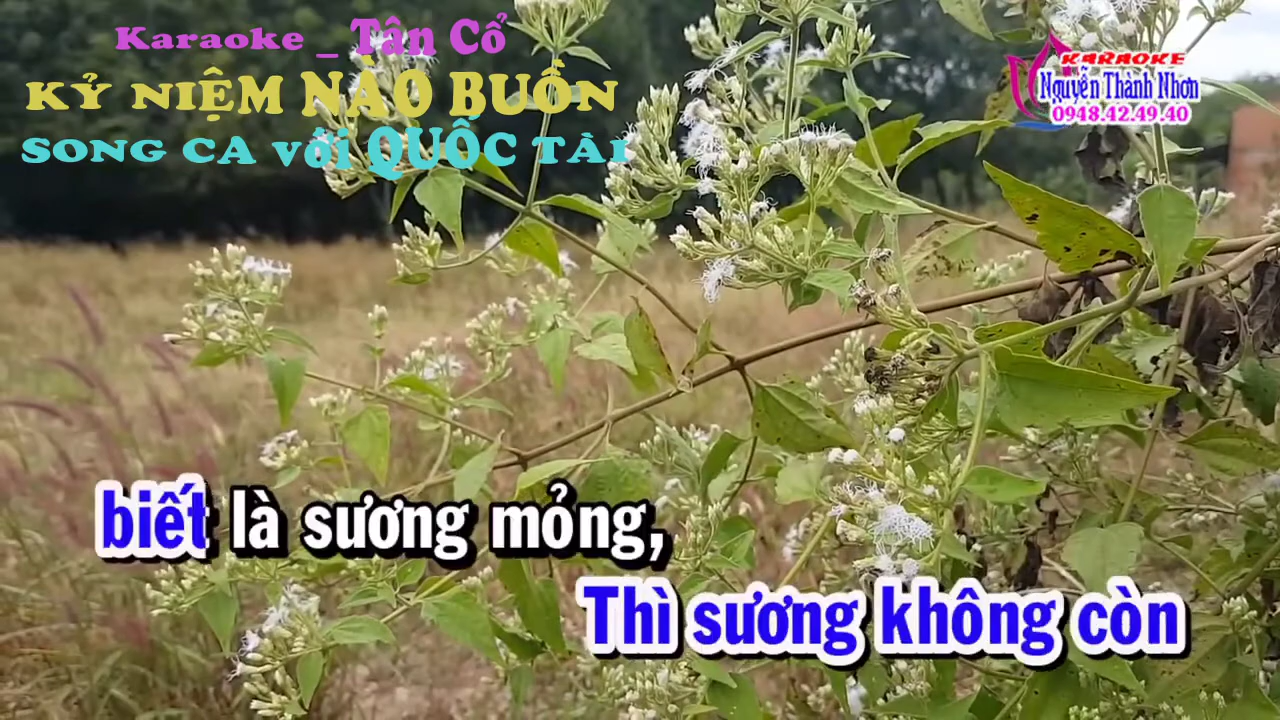 Karaoke _ Tân Cổ
KỶ NIỆM NÀO BUỒN
SONG CA với QUỐC TÀI
KARAOKE
Nguyễn Thành Nhơn
0948.42.49.40
biết là sương mỏng,
Thì sương không còn